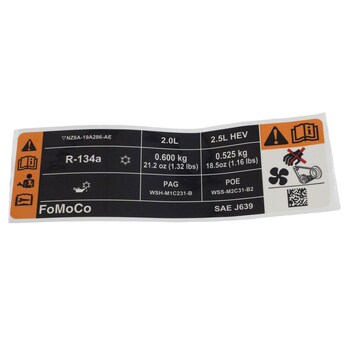 ▽NZ6A-19A286-AE 2.0L 2.5L HEV
R-134a 0.600 kg 0.525 kg
21.2 oz (1.32 lbs) 18.5oz (1.16 lbs)
PAG POE
WSH-M1C231-B WSS-M2C31-B2
FoMoCo SAE J639